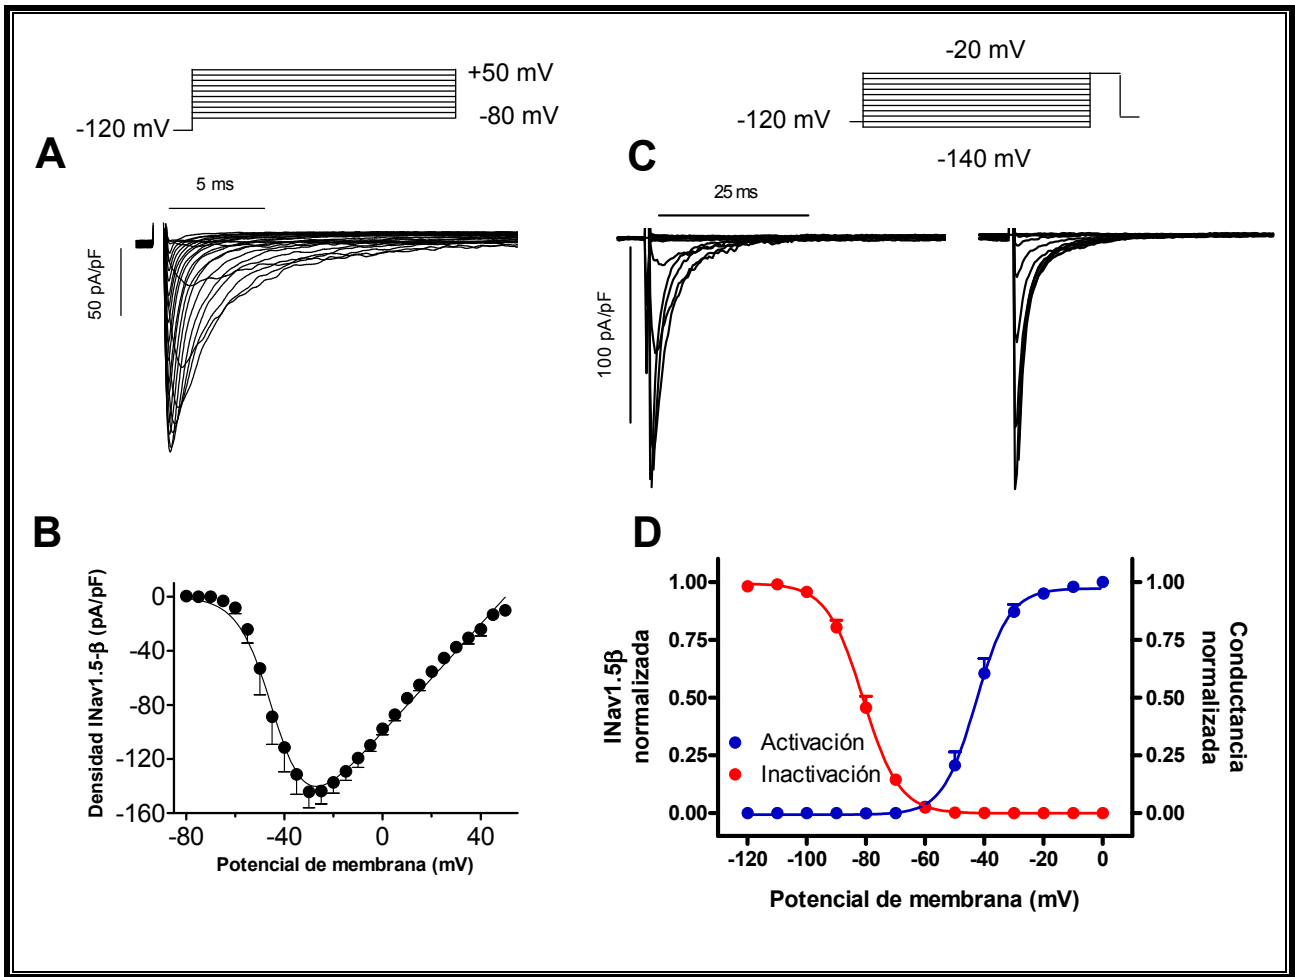 +50 mV
-80 mV
-120 mV
A
5 ms
50 pA/pF
-20 mV
-120 mV
-140 mV
C
25 ms
100 pA/pF
B
Densidad INav1.5-β (pA/pF)
0
-40
-80
-120
-160
-80
-40
0
40
Potencial de membrana (mV)
D
INav1.5β
normalizada
1.00
0.75
0.50
0.25
0.00
Activación
Inactivación
1.00
0.75
0.50
0.25
0.00
Conductancia
normalizada
-120
-100
-80
-60
-40
-20
0
Potencial de membrana (mV)